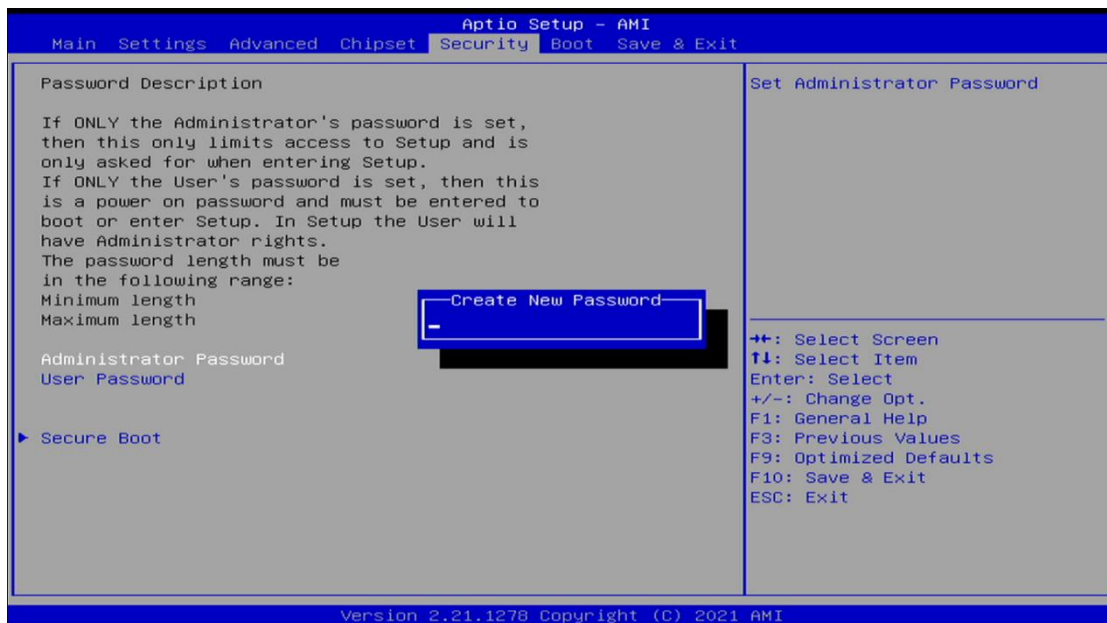 Aptio Setup – AMI
Main Settings Advanced Chipset Security Boot Save & Exit
Password Description
If ONLY the Administrator's password is set,
then this only limits access to Setup and is
only asked for when entering Setup.
If ONLY the User's password is set, then this
is a power on password and must be entered to
boot or enter Setup. In Setup the User will
have Administrator rights.
The password length must be
in the following range:
Minimum length
Maximum length
Administrator Password
User Password
Secure Boot
Create New Password
Set Administrator Password
→←: Select Screen
↑↓: Select Item
Enter: Select
+/-: Change Opt.
F1: General Help
F3: Previous Values
F9: Optimized Defaults
F10: Save & Exit
ESC: Exit
Version 2.21.1278 Copyright (C) 2021 AMI